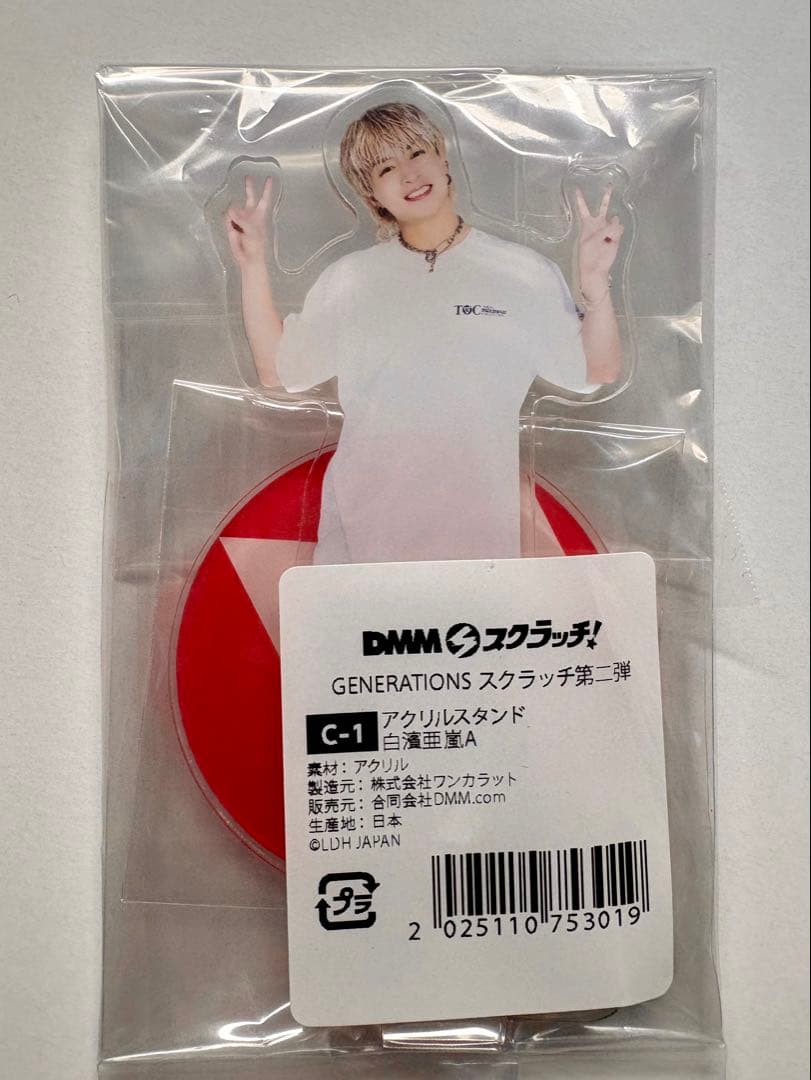 TOC
DMM スクラッチ!
GENERATIONS スクラッチ第二弾
C-1 アクリルスタンド
白濱亜嵐A
素材：アクリル
製造元：株式会社ワンカラット
販売元：合同会社DMM.com
生産地：日本
©LDH JAPAN
プラ
2 025110 753019